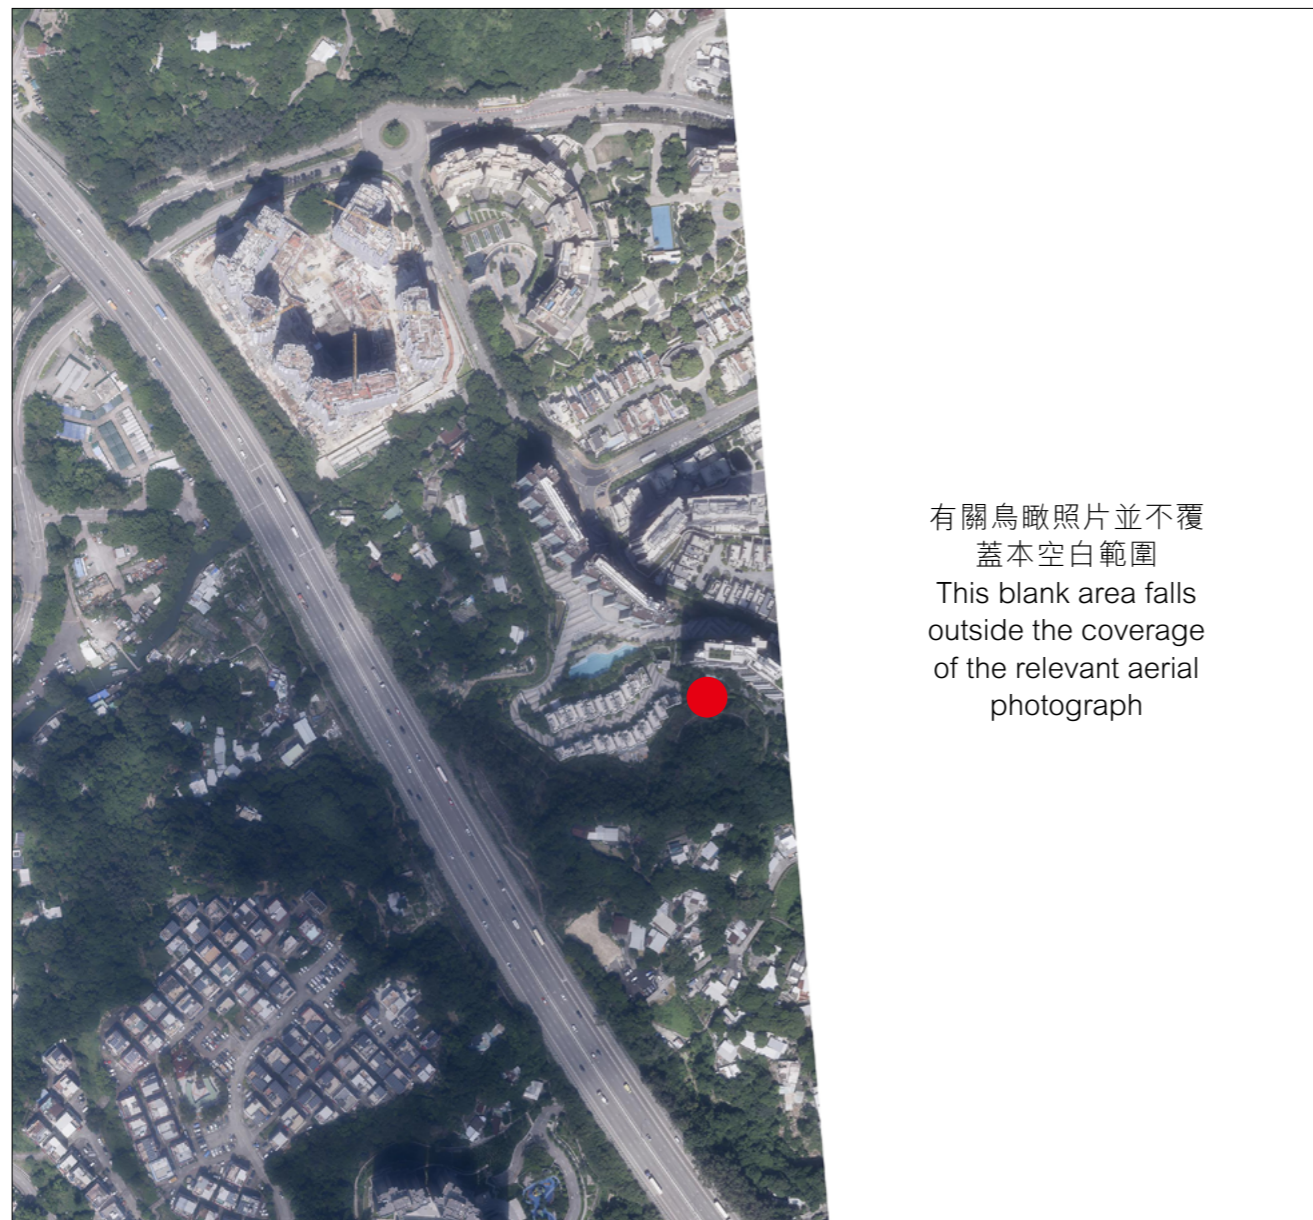 有關鳥瞰照片並不覆
蓋本空白範圍
This blank area falls
outside the coverage
of the relevant aerial
photograph